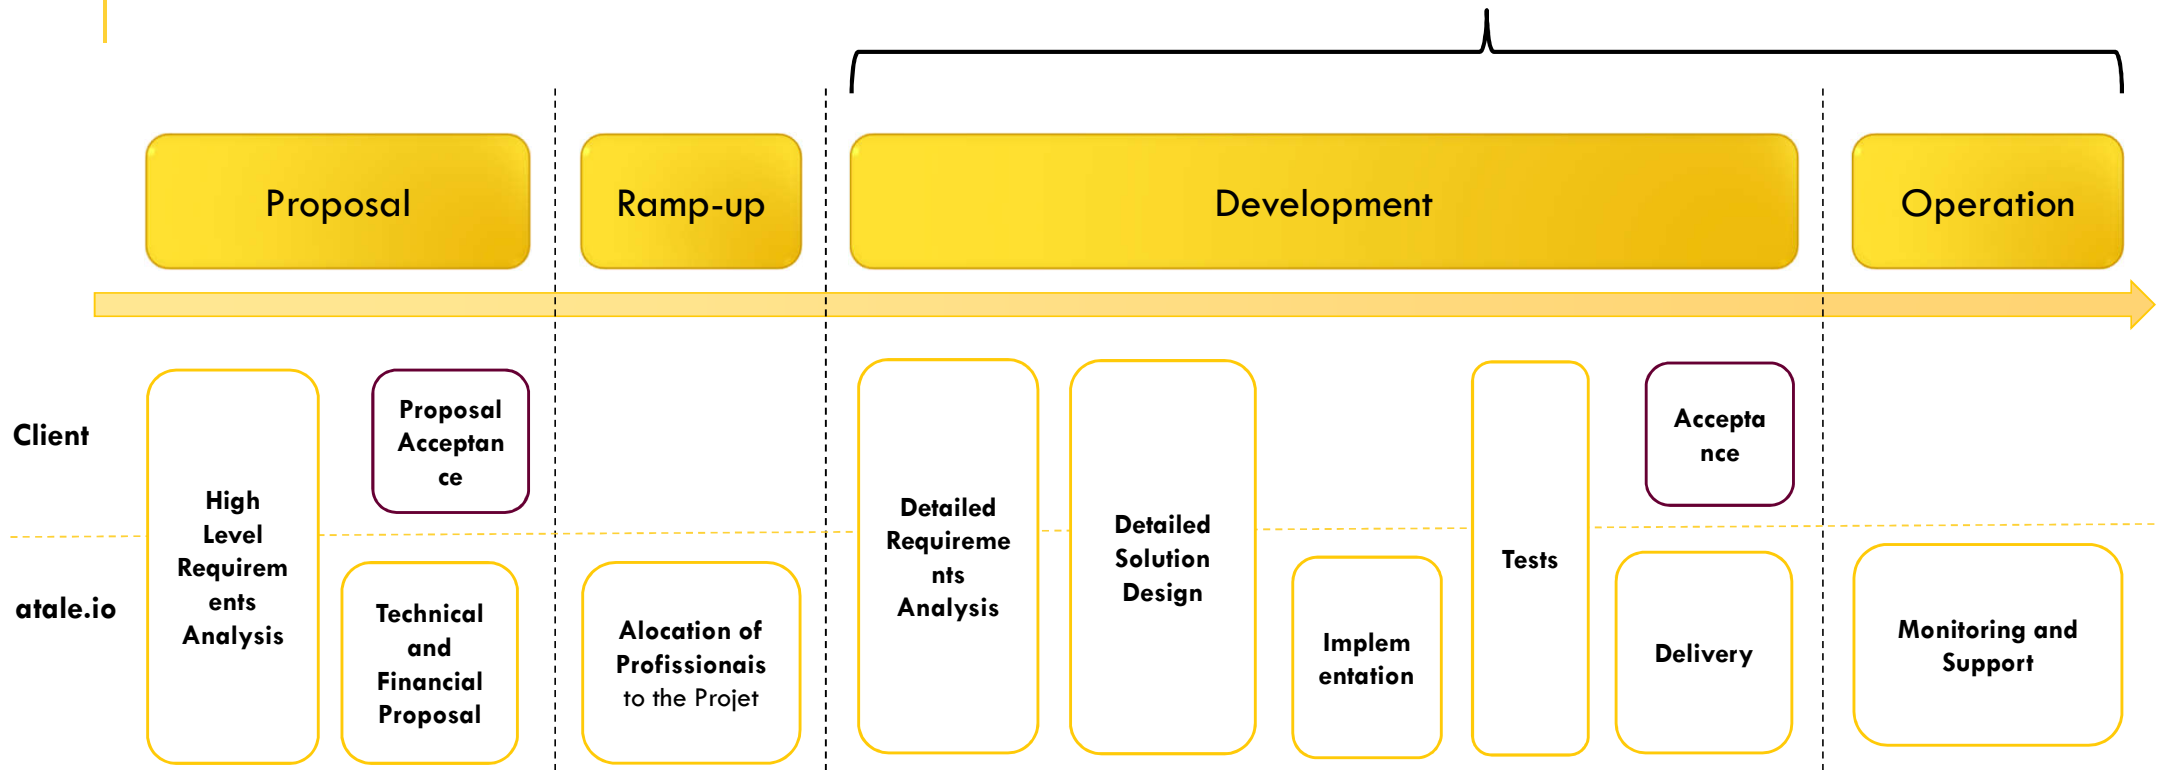 Proposal
Ramp-up
Development
Operation
Client
atale.io
High
Level
Requirem
ents
Analysis
Proposal
Acceptan
ce
Technical
and
Financial
Proposal
Alocation of
Profissionais
to the Projet
Detailed
Requireme
nts
Analysis
Detailed
Solution
Design
Implem
entation
Tests
Accepta
nce
Delivery
Monitoring and
Support